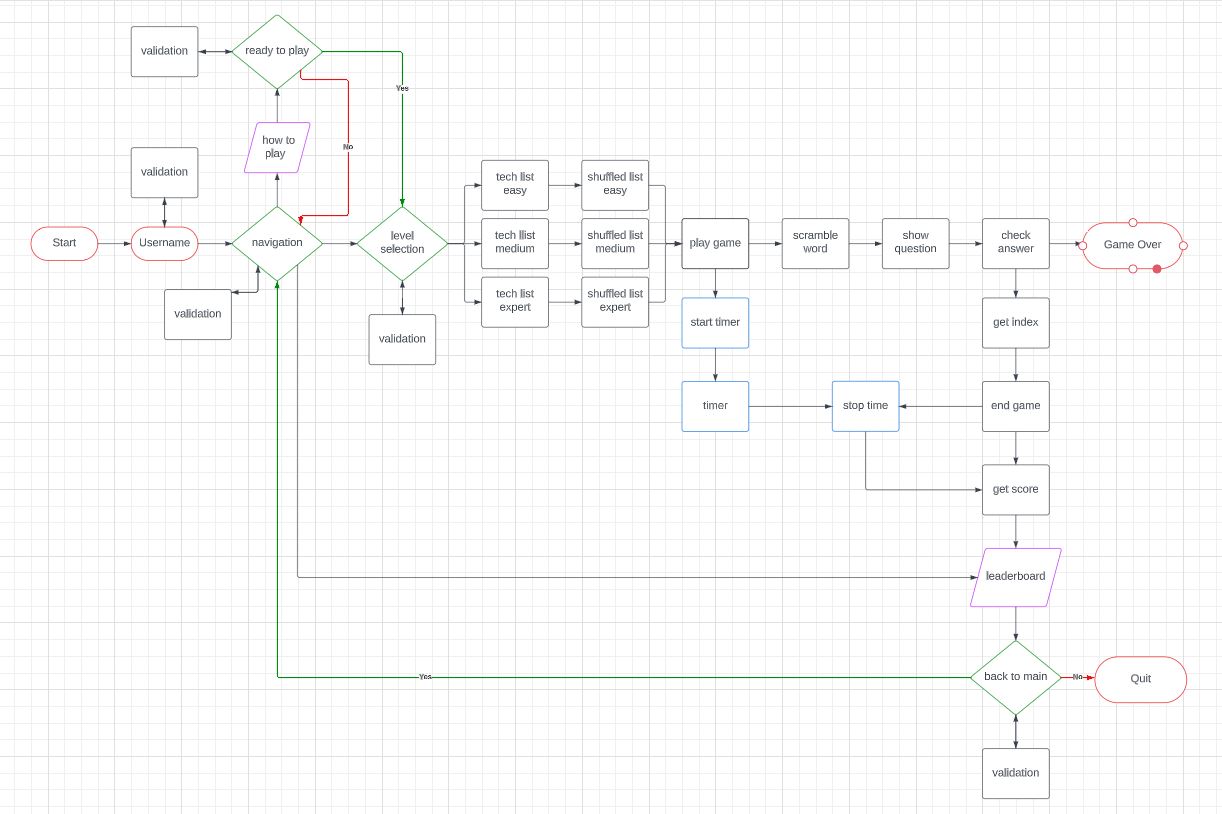 validation
ready to play
Yes
how to
play
No
validation
Start
Username
navigation
level
selection
validation
validation
tech llist
easy
shuffled list
easy
tech llist
medium
shuffled list
medium
tech list
expert
shuffled list
expert
play game
scramble
word
show
question
check
answer
Game Over
start timer
get index
timer
stop time
end game
get score
leaderboard
Yes
back to main
No
Quit
validation